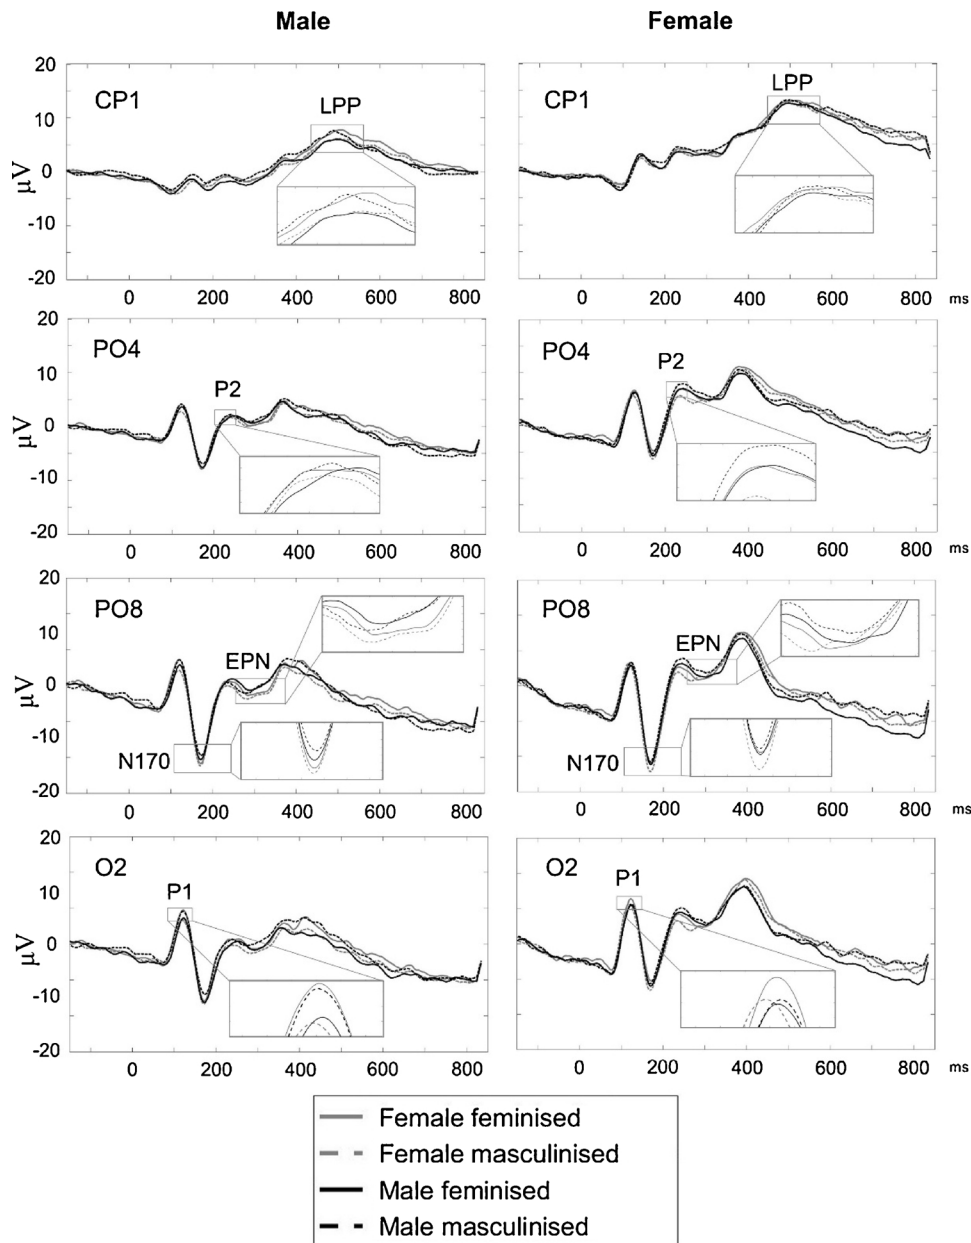 Male Female
20
10
0
-10
-20
μV
CP1
LPP
CP1
LPP
0 200 400 600 800
0 200 400 600 800 ms
20
10
0
-10
-20
μV
PO4
P2
PO4
P2
0 200 400 600 800
0 200 400 600 800 ms
20
10
0
-10
-20
μV
PO8
EPN
N170
PO8
EPN
N170
0 200 400 600 800
0 200 400 600 800 ms
20
10
0
-10
-20
μV
O2
P1
O2
P1
0 200 400 600 800
0 200 400 600 800 ms
Female feminised
Female masculinised
Male feminised
Male masculinised